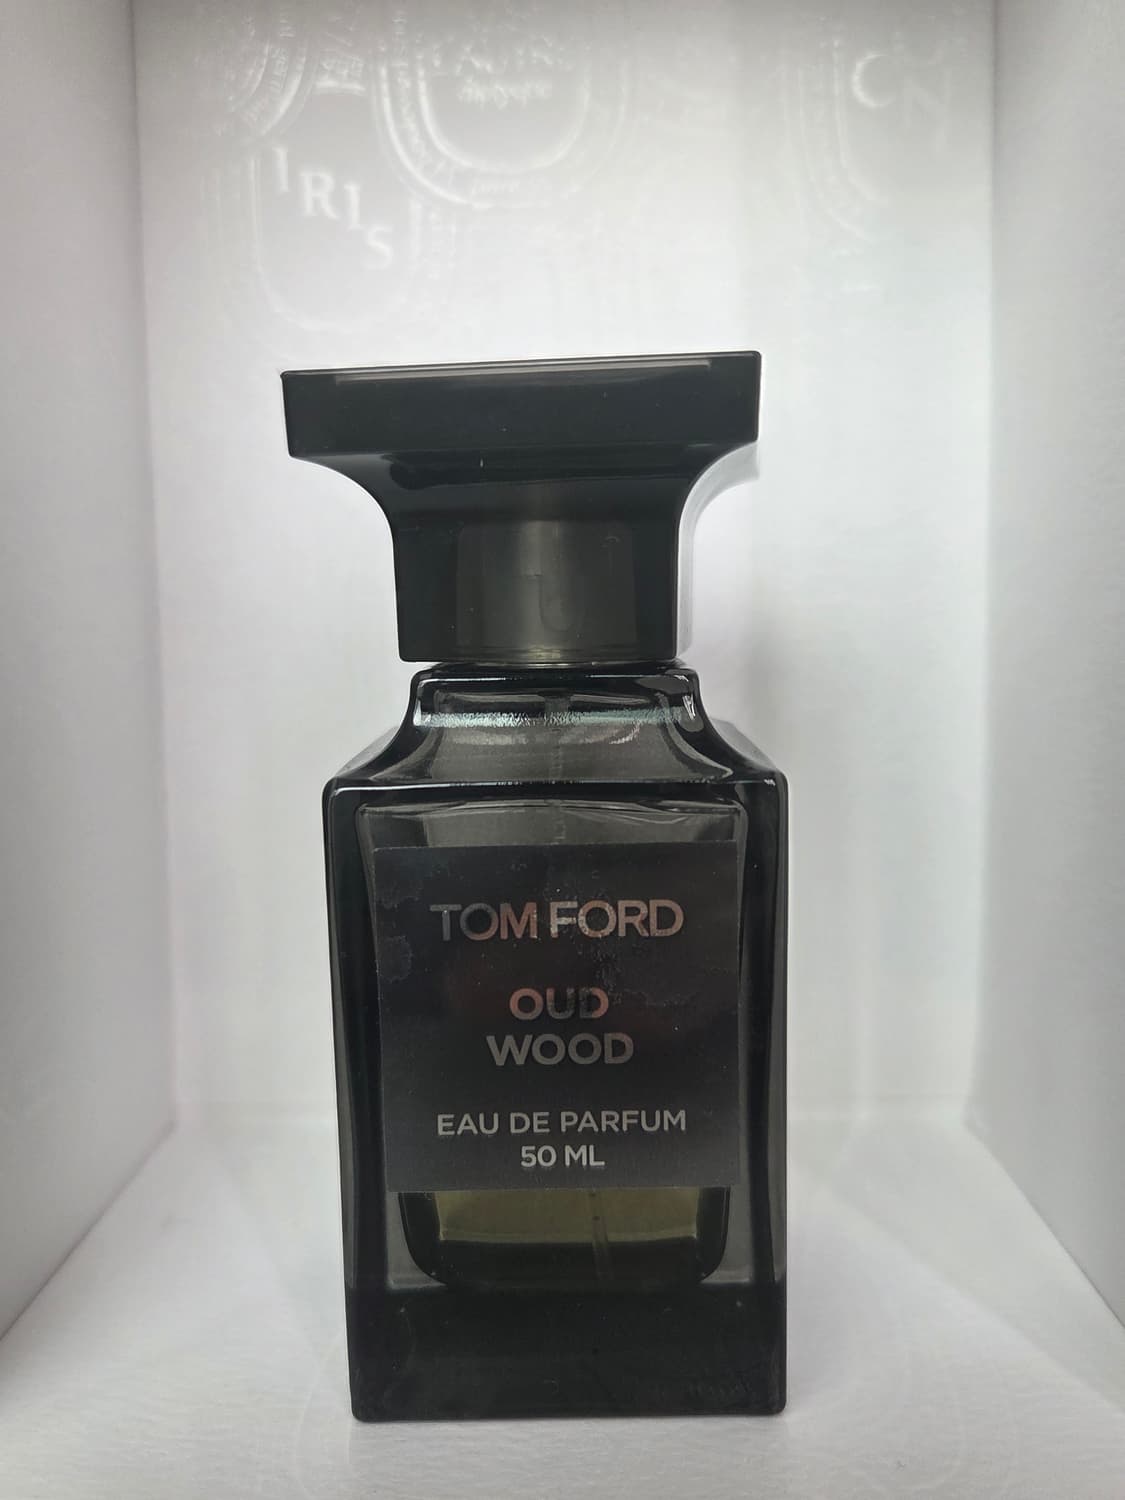 IRIS
TOM FORD
OUD
WOOD
EAU DE PARFUM
50 ML